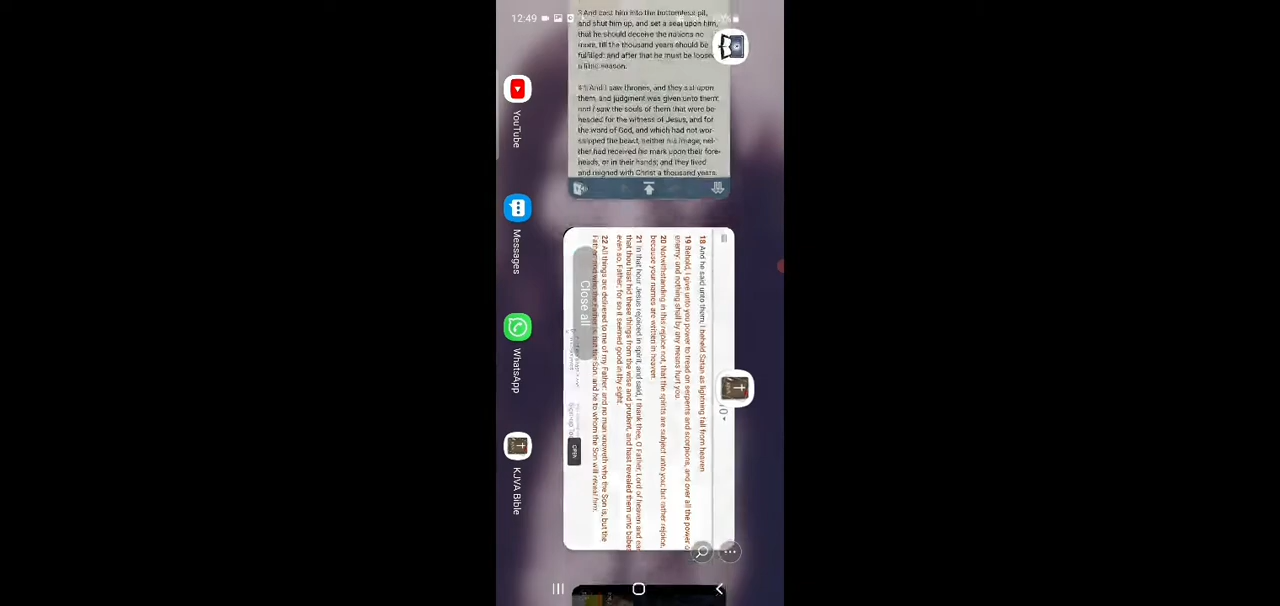 12:49
3 And cast him into the bottomless pit,
and shut him up, and set a seal upon him,
that he should deceive the nations no
more, till the thousand years should be
fulfilled: and after that he must be loosed
a little season.
4 And I saw thrones, and they sat upon
them, and judgment was given unto them:
and I saw the souls of them that were be-
headed for the witness of Jesus, and for
the word of God, and which had not wor-
shipped the beast, neither his image, nei-
ther had received his mark upon their fore-
heads, or in their hands; and they lived
and reigned with Christ a thousand years.
YouTube
Messages
WhatsApp
KJVA Bible
18 And he said unto them, I beheld Satan as lightning fall from heaven
19 Behold, I give unto you power to tread on serpents and scorpions, and over all the power o
enemy: and nothing shall by any means hurt you.
20 Notwithstanding in this rejoice not, that the spirits are subject unto you; but rather rejoice,
because your names are written in heaven.
21 In that hour Jesus rejoiced in spirit, and said, I thank thee, O Father, Lord of heaven and ear
that thou hast hid these things from the wise and prudent, and hast revealed them unto babes
even so, Father; for so it seemed good in thy sight.
22 All things are delivered to me of my Father: and no man knoweth who the Son is, but the
Father; and who the Father is, but the Son, and he to whom the Son will reveal him.
Close all
OPEN